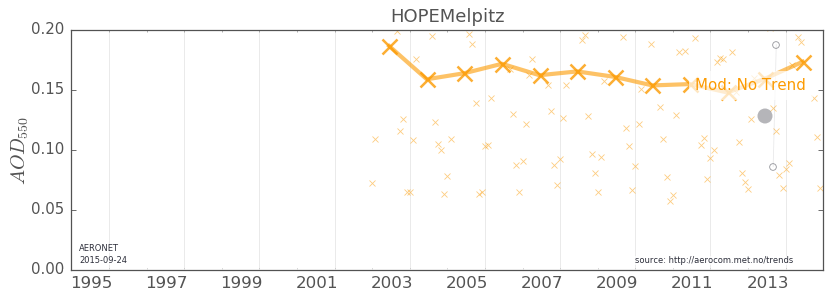 HOPEMelpitz
0.20
0.15
0.10
0.05
0.00
AOD550
Mod: No Trend
AERONET
2015-09-24
source: http://aerocom.met.no/trends
1995 1997 1999 2001 2003 2005 2007 2009 2011 2013